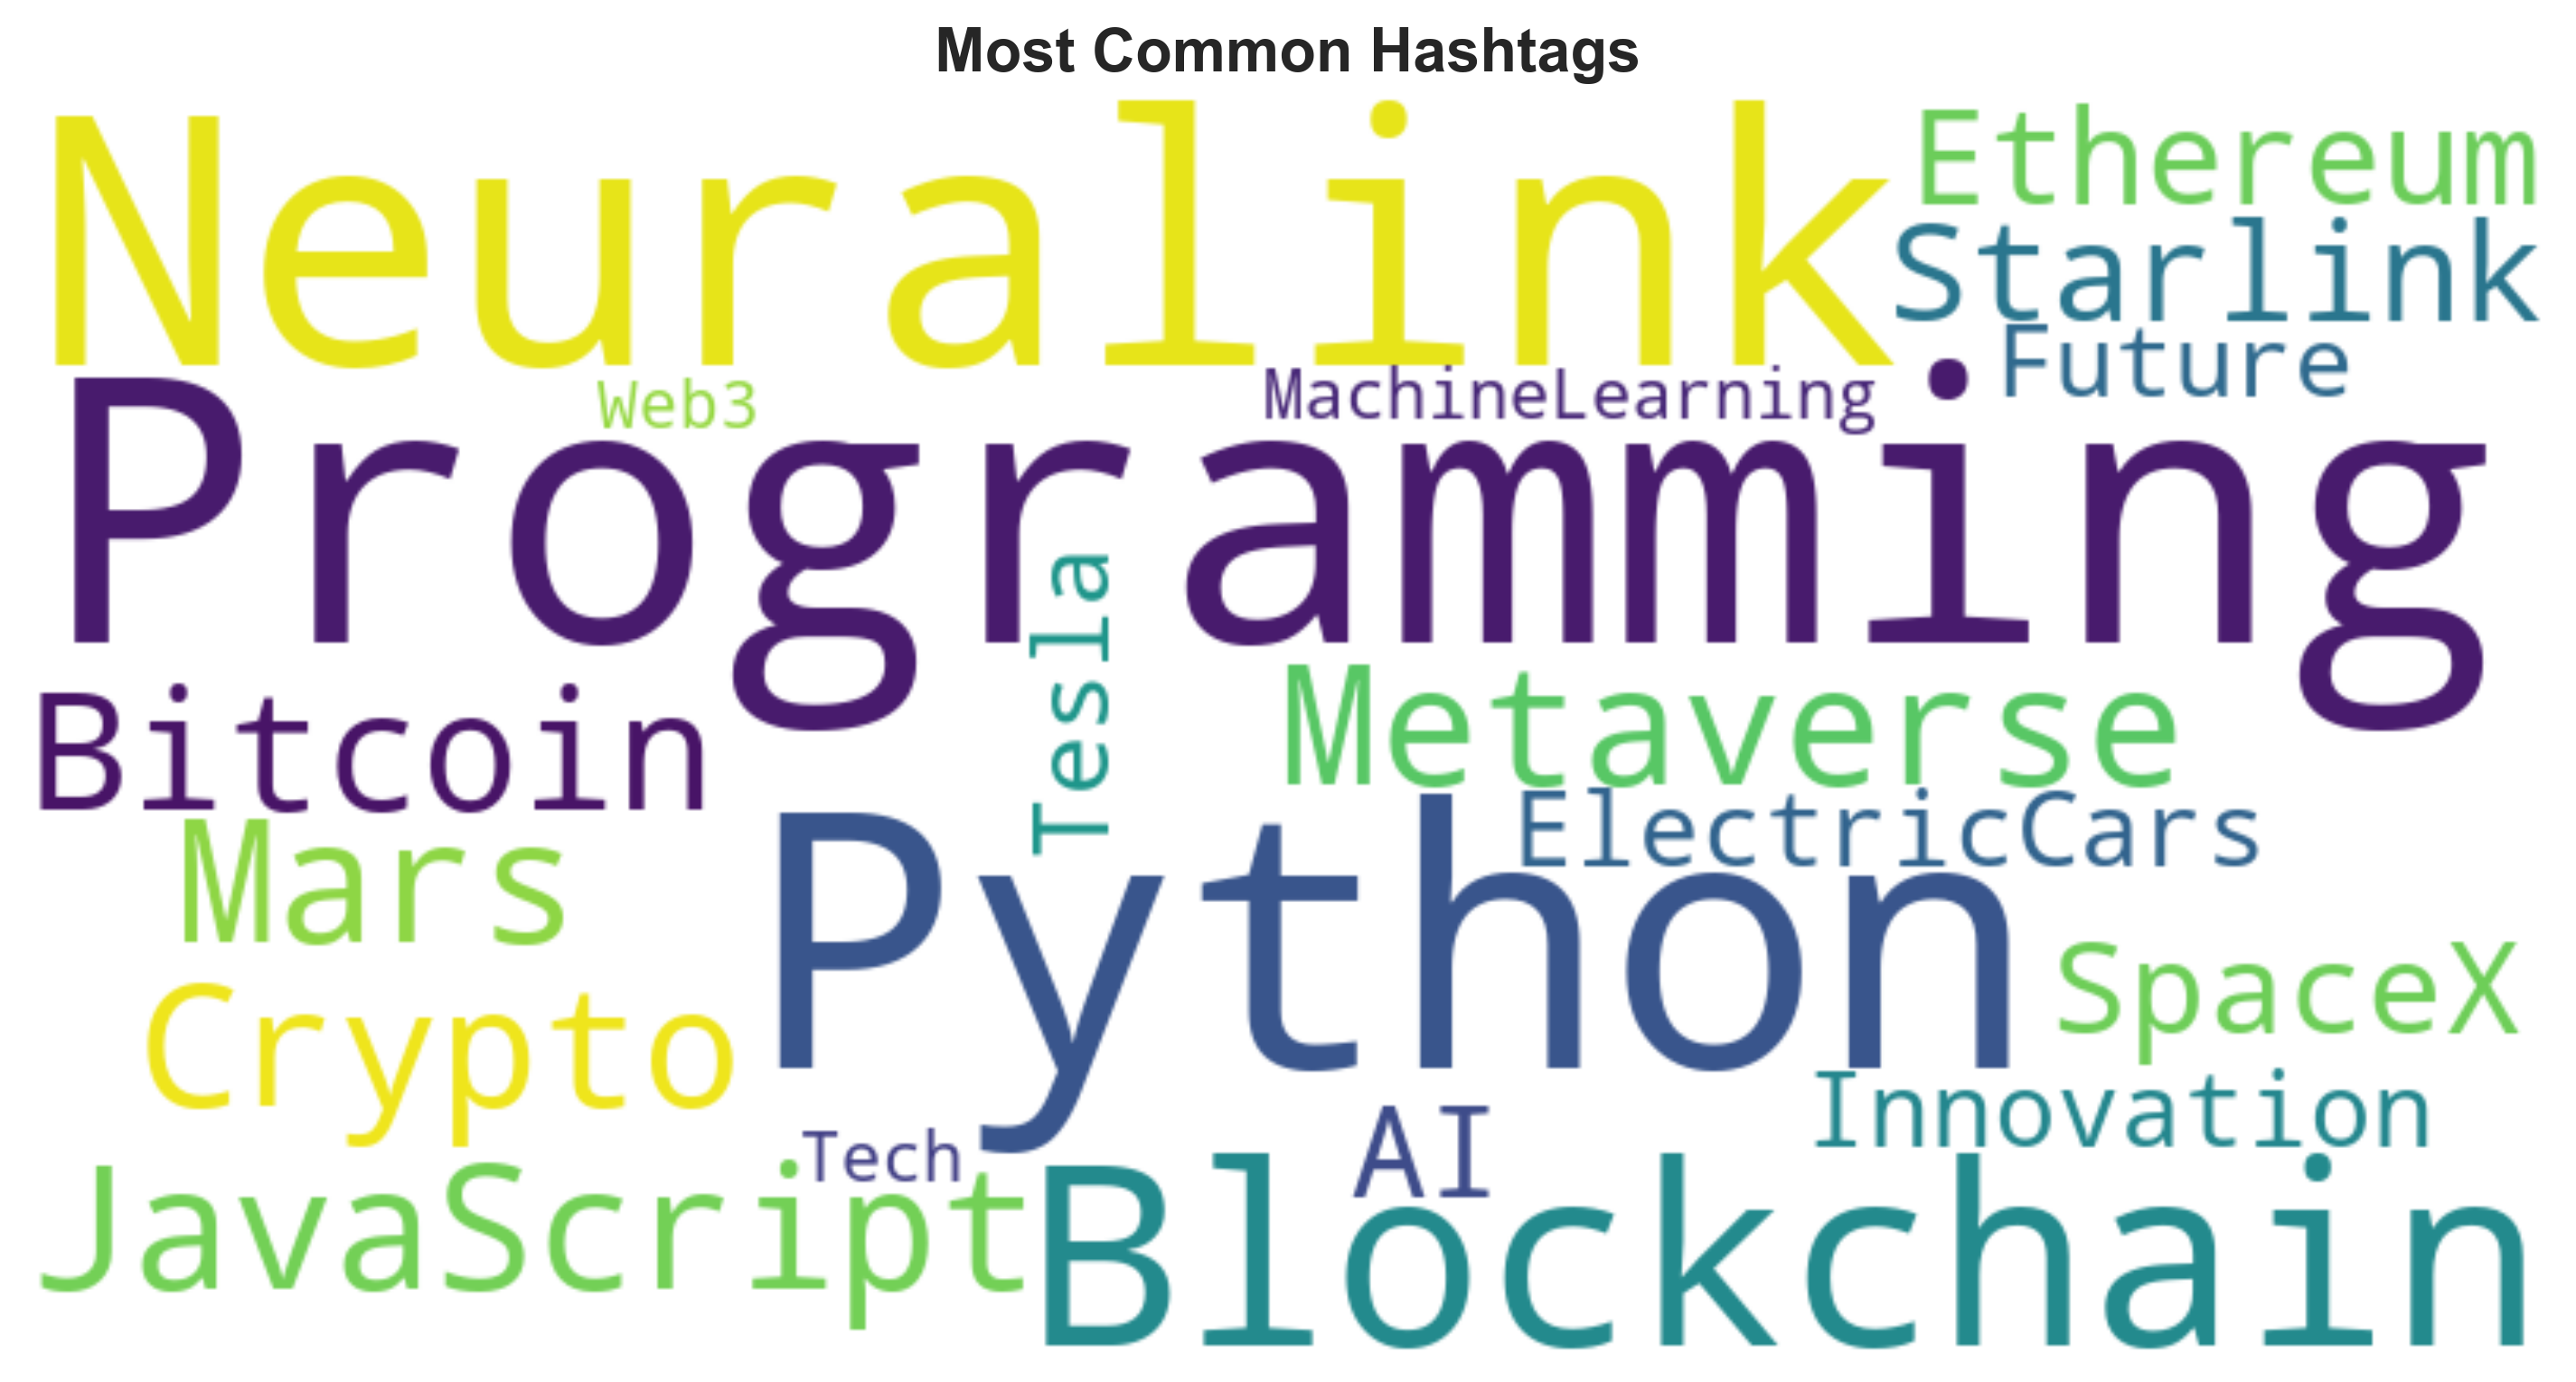 Most Common Hashtags
Neuralink
Ethereum
Starlink
Future
Web3
MachineLearning
Programming
Tesla
Bitcoin
Metaverse
ElectricCars
Mars
Python
SpaceX
Crypto
Innovation
Tech
AI
JavaScript
Blockchain